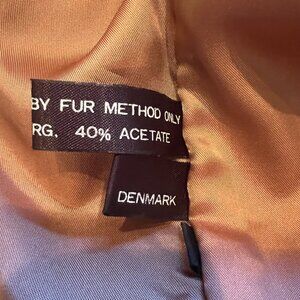 BY FUR METHOD ONLY
RG, 40% ACETATE
DENMARK